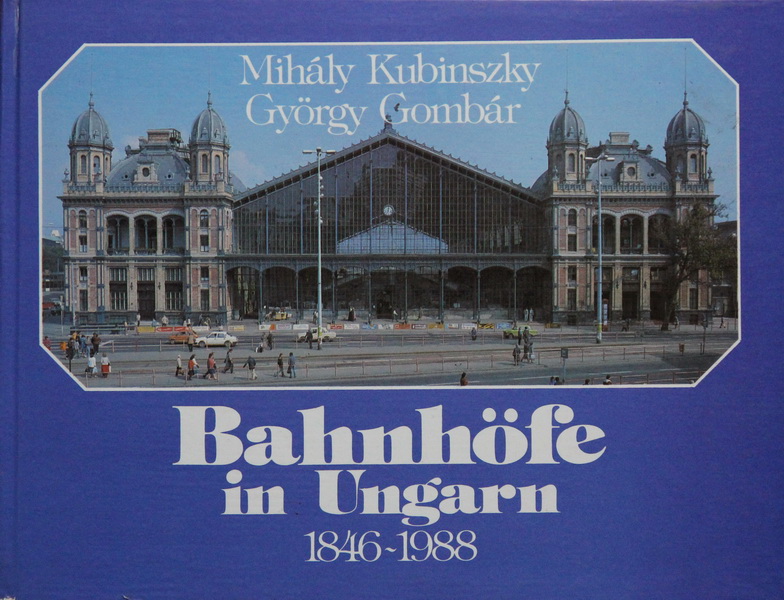 Mihály Kubinszky
György Gombár
Bahnhöfe
in Ungarn
1846~1988